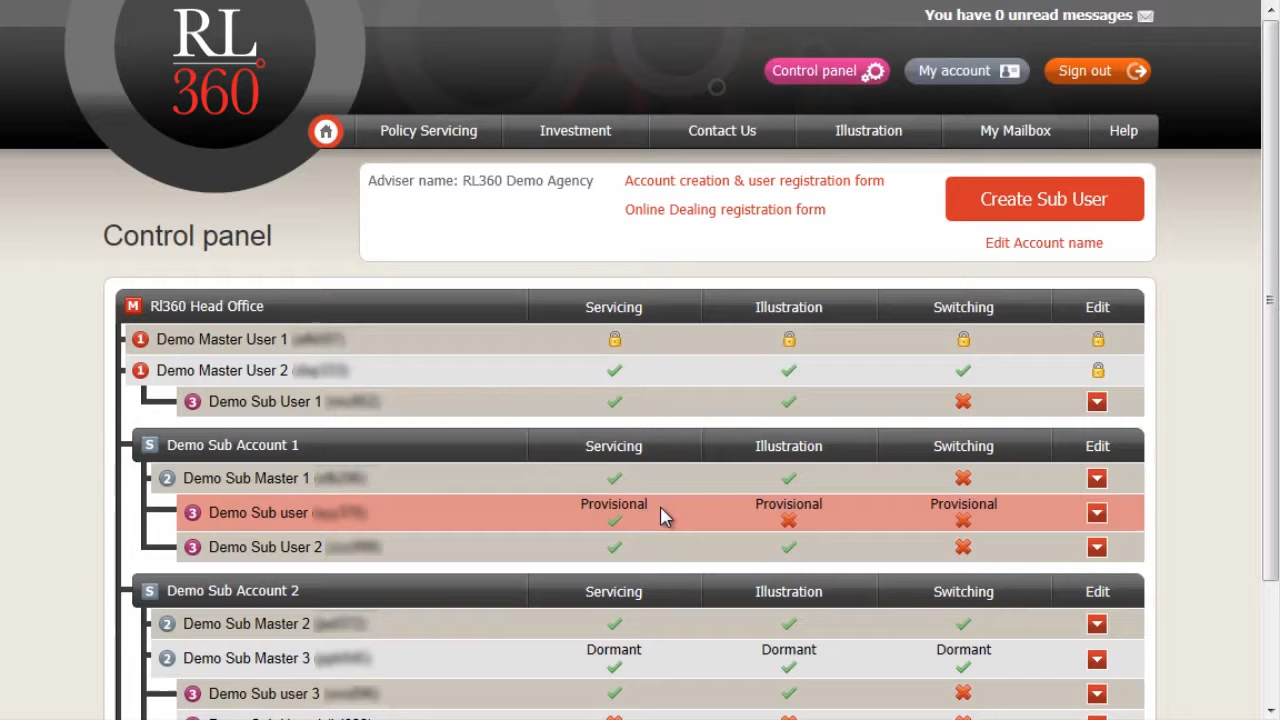 You have 0 unread messages
RL
360°
Control panel
My account
Sign out
Policy Servicing
Investment
Contact Us
Illustration
My Mailbox
Help
Adviser name: RL360 Demo Agency
Account creation & user registration form
Online Dealing registration form
Create Sub User
Edit Account name
Control panel
M Rl360 Head Office Servicing Illustration Switching Edit
1 Demo Master User 1
1 Demo Master User 2
3 Demo Sub User 1
S Demo Sub Account 1 Servicing Illustration Switching Edit
2 Demo Sub Master 1
3 Demo Sub user Provisional Provisional Provisional
3 Demo Sub User 2
S Demo Sub Account 2 Servicing Illustration Switching Edit
2 Demo Sub Master 2
2 Demo Sub Master 3 Dormant Dormant Dormant
3 Demo Sub user 3